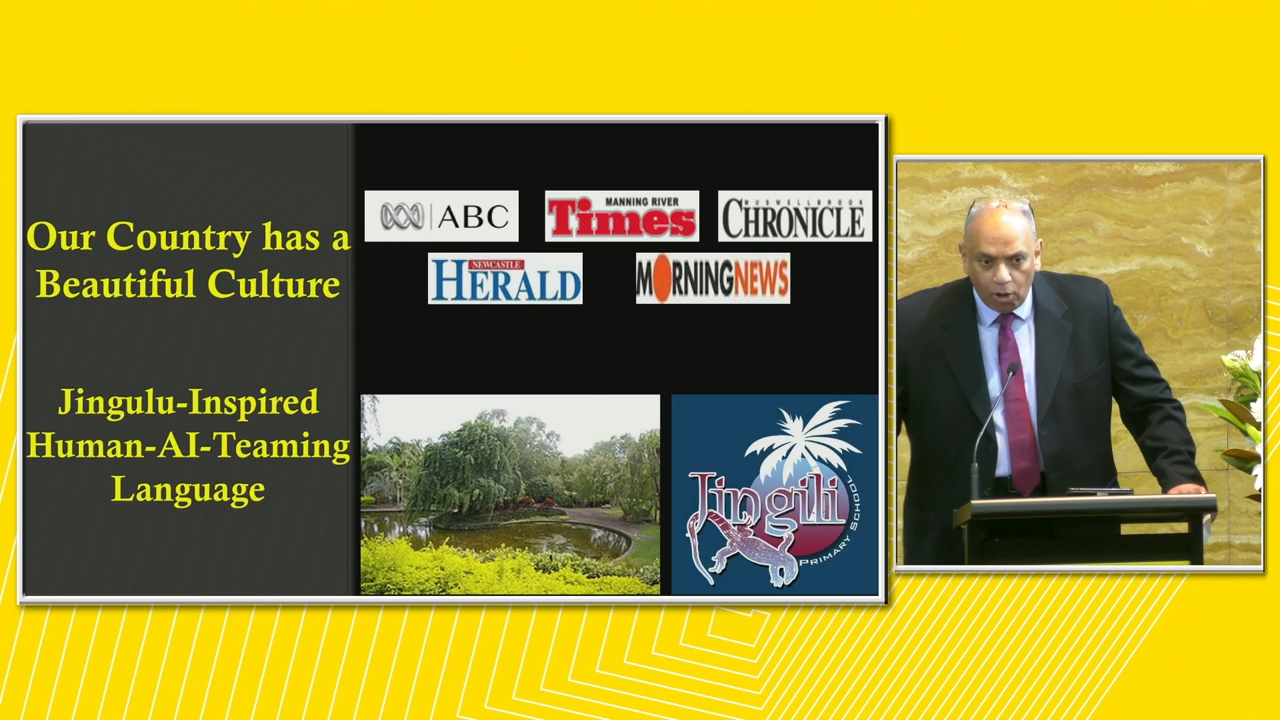 Our Country has a
Beautiful Culture
Jingulu-Inspired
Human-AI-Teaming
Language
ABC
MANNING RIVER
Times
MUSWELLBROOK
CHRONICLE
NEWCASTLE
HERALD
MORNINGNEWS
Jingili
PRIMARY SCHOOL